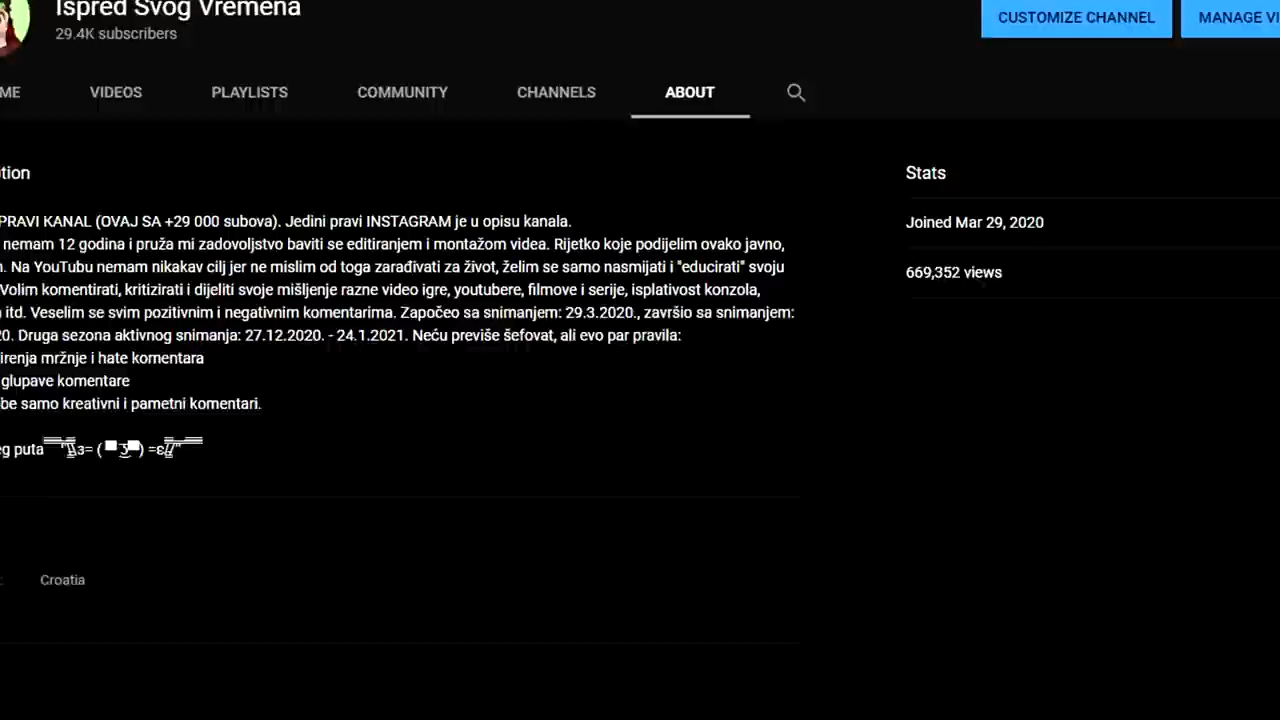 Ispred Svog Vremena
29.4K subscribers
CUSTOMIZE CHANNEL
MANAGE VI
ME
VIDEOS
PLAYLISTS
COMMUNITY
CHANNELS
ABOUT
tion
PRAVI KANAL (OVAJ SA +29 000 subova). Jedini pravi INSTAGRAM je u opisu kanala.
nemam 12 godina i pruža mi zadovoljstvo baviti se editiranjem i montažom videa. Rijetko koje podijelim ovako javno,
. Na YouTubu nemam nikakav cilj jer ne mislim od toga zarađivati za život, želim se samo nasmijati i "educirati" svoju
Volim komentirati, kritizirati i dijeliti svoje mišljenje razne video igre, youtubere, filmove i serije, isplativost konzola,
itd. Veselim se svim pozitivnim i negativnim komentarima. Započeo sa snimanjem: 29.3.2020., završio sa snimanjem:
20. Druga sezona aktivnog snimanja: 27.12.2020. - 24.1.2021. Neću previše šefovat, ali evo par pravila:
irenja mržnje i hate komentara
glupave komentare
be samo kreativni i pametni komentari.
eg puta
Croatia
Stats
Joined Mar 29, 2020
669,352 views